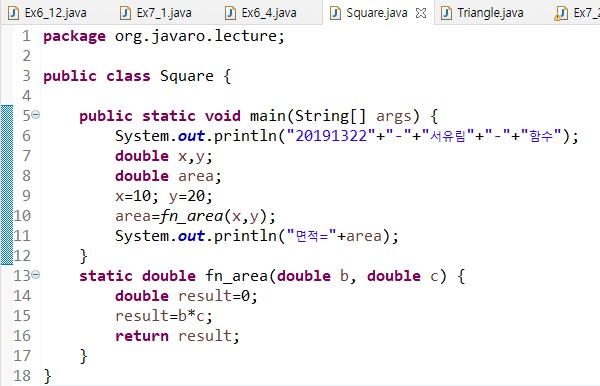 Ex6_12.java Ex7_1.java Ex6_4.java Square.java Triangle.java Ex7_2
1 package org.javaro.lecture;
2
3 public class Square {
4
5 public static void main(String[] args) {
6 System.out.println("20191322"+"-"+"서유림"+"-"+"함수");
7 double x,y;
8 double area;
9 x=10; y=20;
10 area=fn_area(x,y);
11 System.out.println("면적="+area);
12 }
13 static double fn_area(double b, double c) {
14 double result=0;
15 result=b*c;
16 return result;
17 }
18 }